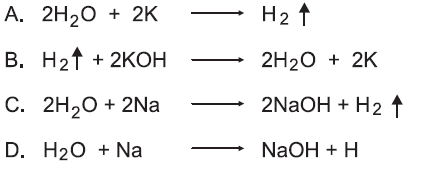 A. 2H₂O + 2K ⟶ H₂ ↑
B. H₂↑ + 2KOH ⟶ 2H₂O + 2K
C. 2H₂O + 2Na ⟶ 2NaOH + H₂ ↑
D. H₂O + Na ⟶ NaOH + H